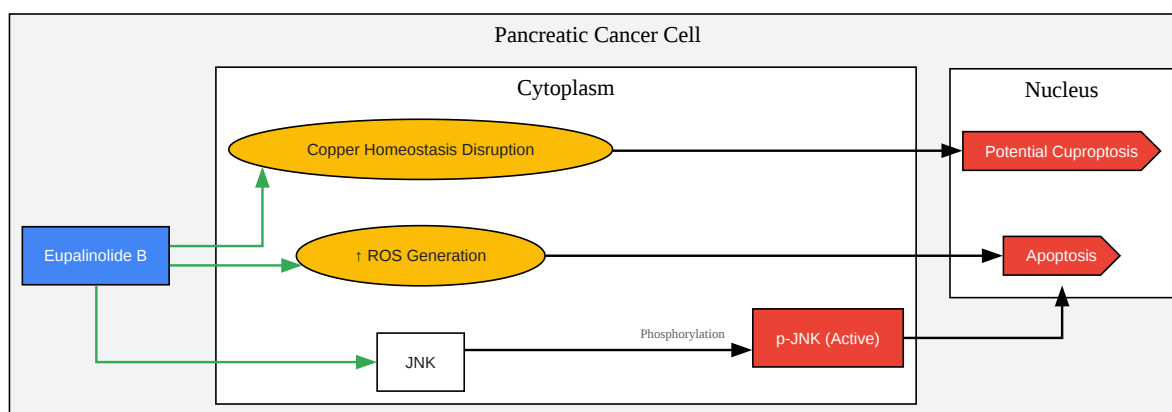 Pancreatic Cancer Cell
Cytoplasm
Nucleus
Copper Homeostasis Disruption
Potential Cuproptosis
Eupalinolide B
↑ ROS Generation
Apoptosis
Phosphorylation
JNK
p-JNK (Active)